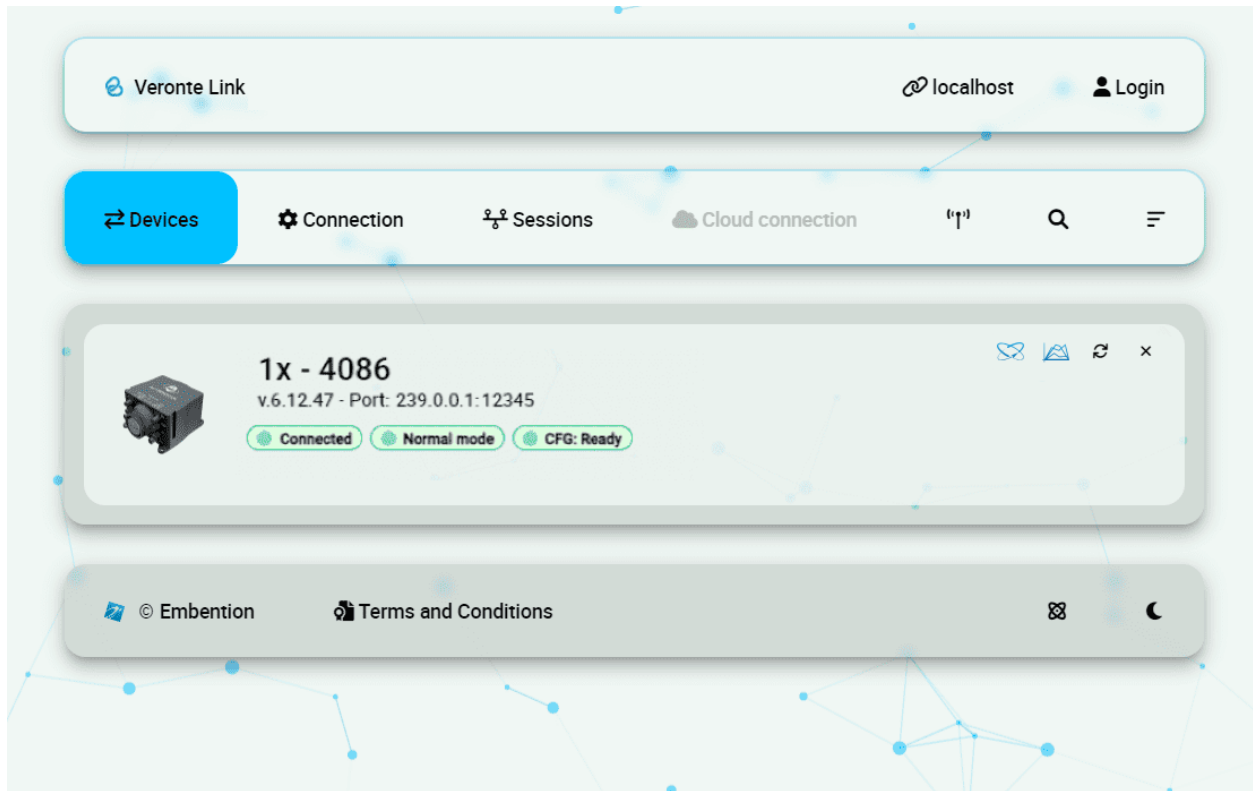 Veronte Link
localhost
Login
Devices
Connection
Sessions
Cloud connection
1x - 4086
v.6.12.47 - Port: 239.0.0.1:12345
Connected
Normal mode
CFG: Ready
© Embention
Terms and Conditions